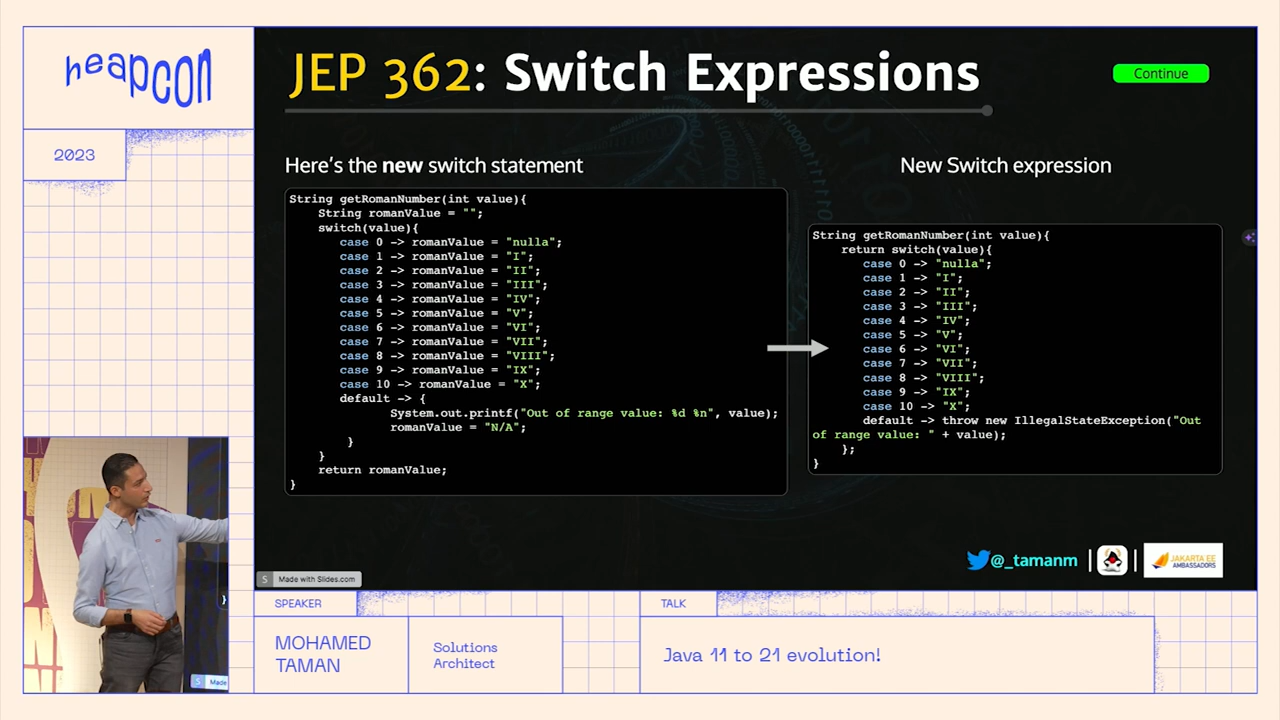 heapcon
2023
JEP 362: Switch Expressions
Continue
Here's the new switch statement
String getRomanNumber(int value){
String romanValue = "";
switch(value){
case 0 -> romanValue = "nulla";
case 1 -> romanValue = "I";
case 2 -> romanValue = "II";
case 3 -> romanValue = "III";
case 4 -> romanValue = "IV";
case 5 -> romanValue = "V";
case 6 -> romanValue = "VI";
case 7 -> romanValue = "VII";
case 8 -> romanValue = "VIII";
case 9 -> romanValue = "IX";
case 10 -> romanValue = "X";
default -> {
System.out.printf("Out of range value: %d %n", value);
romanValue = "N/A";
}
}
return romanValue;
}
New Switch expression
String getRomanNumber(int value){
return switch(value){
case 0 -> "nulla";
case 1 -> "I";
case 2 -> "II";
case 3 -> "III";
case 4 -> "IV";
case 5 -> "V";
case 6 -> "VI";
case 7 -> "VII";
case 8 -> "VIII";
case 9 -> "IX";
case 10 -> "X";
default -> throw new IllegalStateException("Out
of range value: " + value);
};
}
@_tamanm
JAKARTA EE
AMBASSADORS
S Made with Slides.com
}
S Made
SPEAKER
MOHAMED
TAMAN
Solutions
Architect
TALK
Java 11 to 21 evolution!